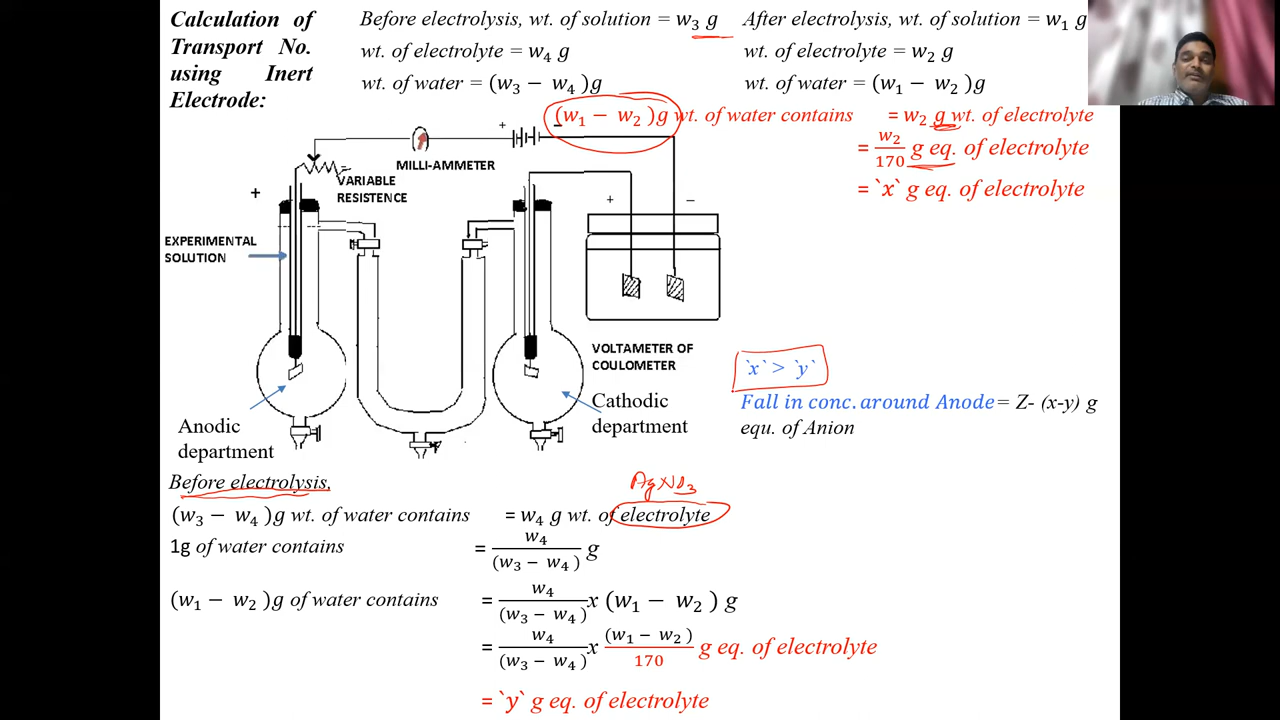 Calculation of
Transport No.
using Inert
Electrode:
Before electrolysis, wt. of solution = w₃ g
wt. of electrolyte = w₄ g
wt. of water = (w₃ − w₄ )g
After electrolysis, wt. of solution = w₁ g
wt. of electrolyte = w₂ g
wt. of water = (w₁ − w₂ )g
(w₁ − w₂ )g wt. of water contains = w₂ g wt. of electrolyte
= w₂/170 g eq. of electrolyte
= `x` g eq. of electrolyte
+
MILLI-AMMETER
VARIABLE
RESISTENCE
+
+ −
EXPERIMENTAL
SOLUTION
VOLTAMETER OF
COULOMETER
Anodic
department
Cathodic
department
`x` > `y`
Fall in conc. around Anode = Z- (x-y) g
equ. of Anion
Before electrolysis,
AgNO3
(w₃ − w₄ )g wt. of water contains = w₄ g wt. of electrolyte
1g of water contains = w₄/(w₃ − w₄ ) g
(w₁ − w₂ )g of water contains = w₄/(w₃ − w₄ ) x (w₁ − w₂ ) g
= w₄/(w₃ − w₄ ) x (w₁ − w₂ )/170 g eq. of electrolyte
= `y` g eq. of electrolyte